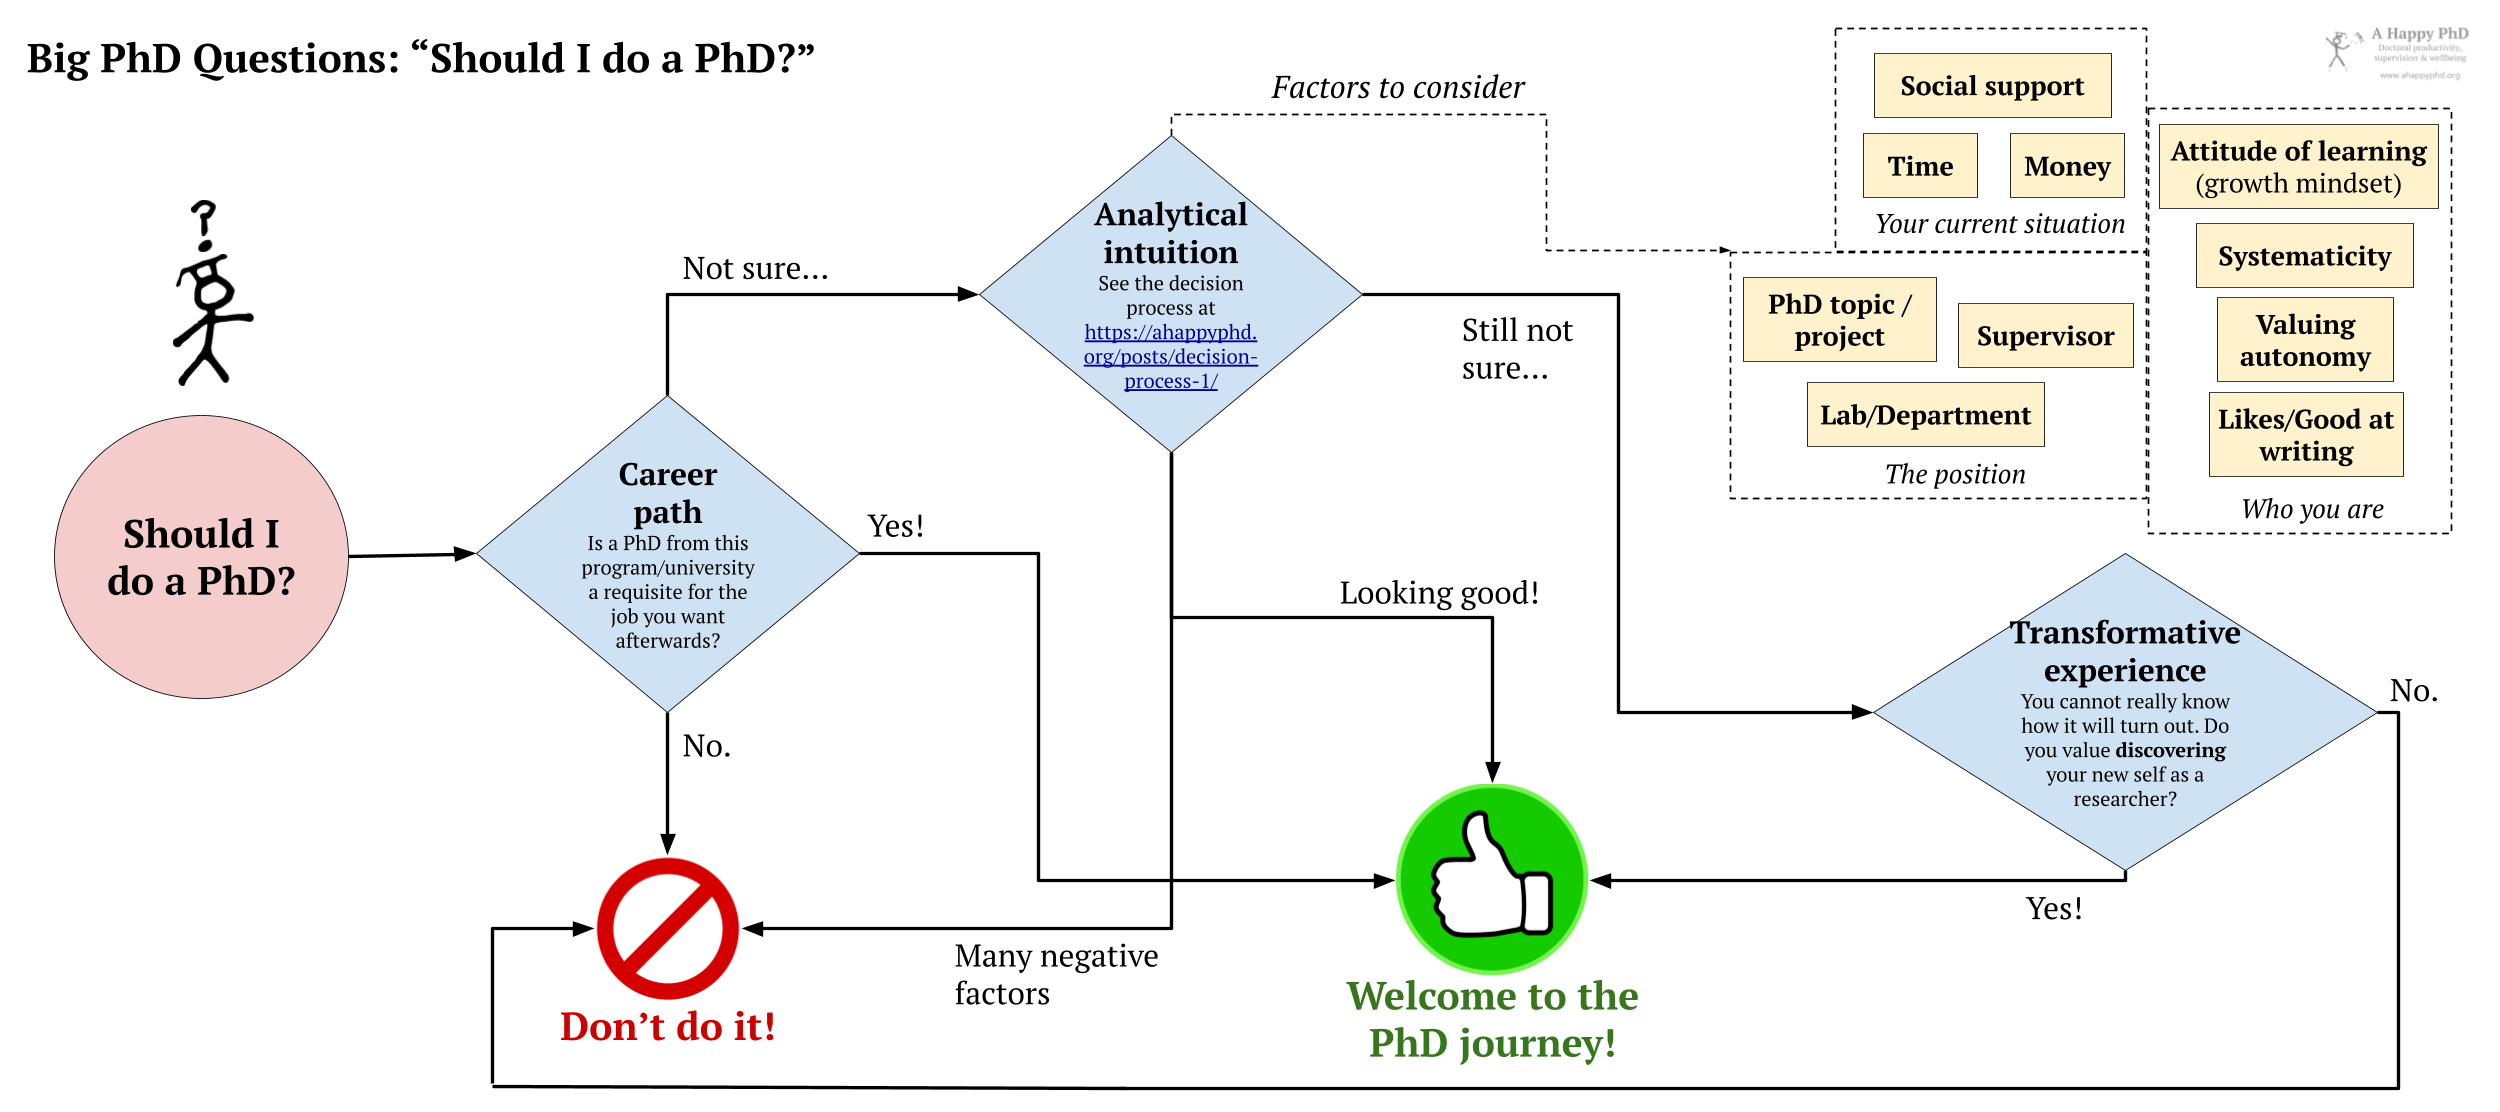 Big PhD Questions: “Should I do a PhD?”
A Happy PhD
Doctoral productivity,
supervision & wellbeing
www.ahappyphd.org
Factors to consider
Social support
Time
Money
Your current situation
Attitude of learning
(growth mindset)
Systematicity
Valuing
autonomy
Likes/Good at
writing
Who you are
PhD topic /
project
Supervisor
Lab/Department
The position
Should I
do a PhD?
Career
path
Is a PhD from this
program/university
a requisite for the
job you want
afterwards?
Not sure...
Yes!
No.
Analytical
intuition
See the decision
process at
https://ahappyphd.
org/posts/decision-
process-1/
Still not
sure...
Looking good!
Many negative
factors
Transformative
experience
You cannot really know
how it will turn out. Do
you value discovering
your new self as a
researcher?
No.
Yes!
Don’t do it!
Welcome to the
PhD journey!